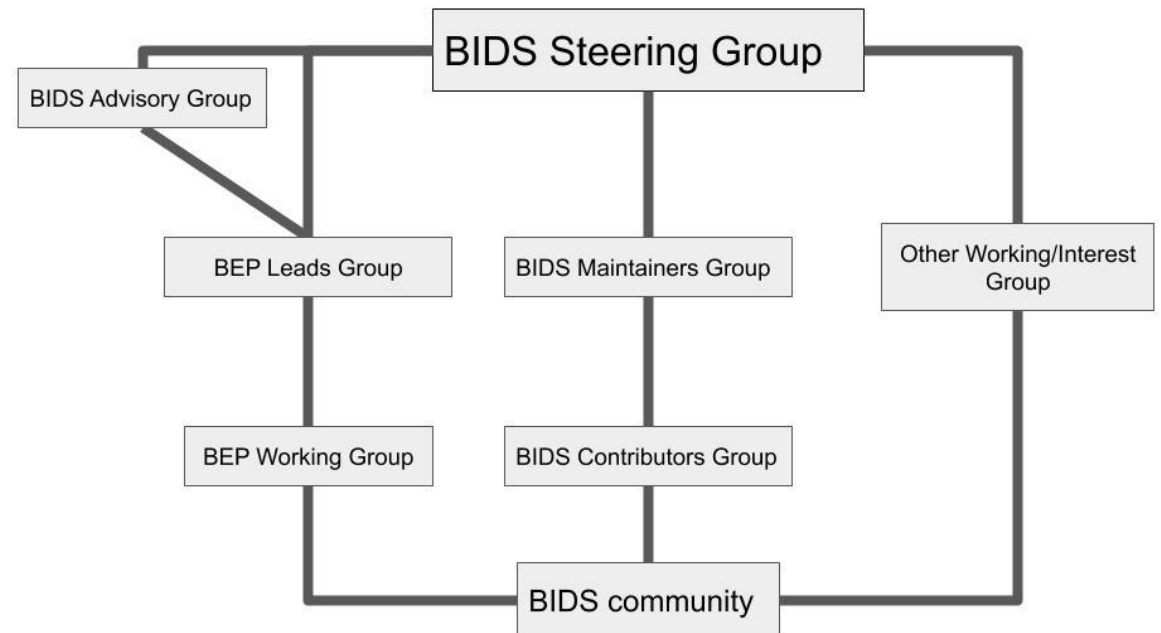 BIDS Steering Group
BIDS Advisory Group
BEP Leads Group
BIDS Maintainers Group
Other Working/Interest
Group
BEP Working Group
BIDS Contributors Group
BIDS community